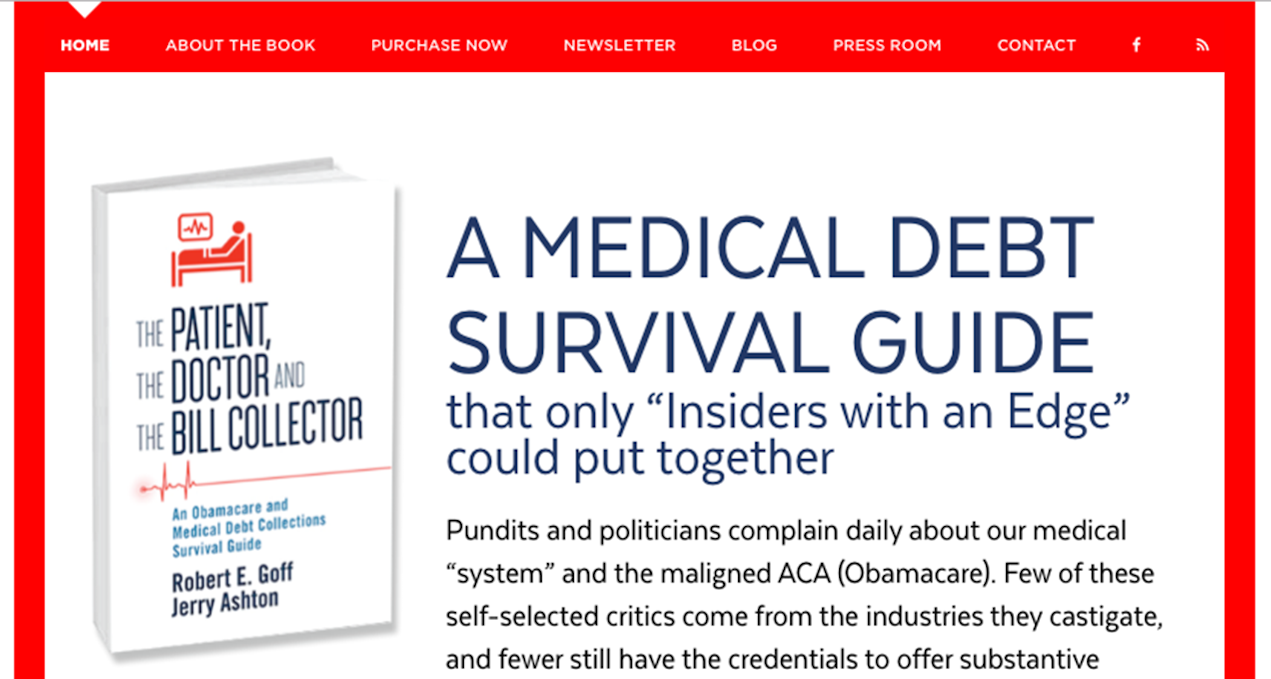 HOME ABOUT THE BOOK PURCHASE NOW NEWSLETTER BLOG PRESS ROOM CONTACT f
THE PATIENT,
THE DOCTOR AND
THE BILL COLLECTOR
An Obamacare and
Medical Debt Collections
Survival Guide
Robert E. Goff
Jerry Ashton
A MEDICAL DEBT
SURVIVAL GUIDE
that only “Insiders with an Edge”
could put together
Pundits and politicians complain daily about our medical
“system” and the maligned ACA (Obamacare). Few of these
self-selected critics come from the industries they castigate,
and fewer still have the credentials to offer substantive